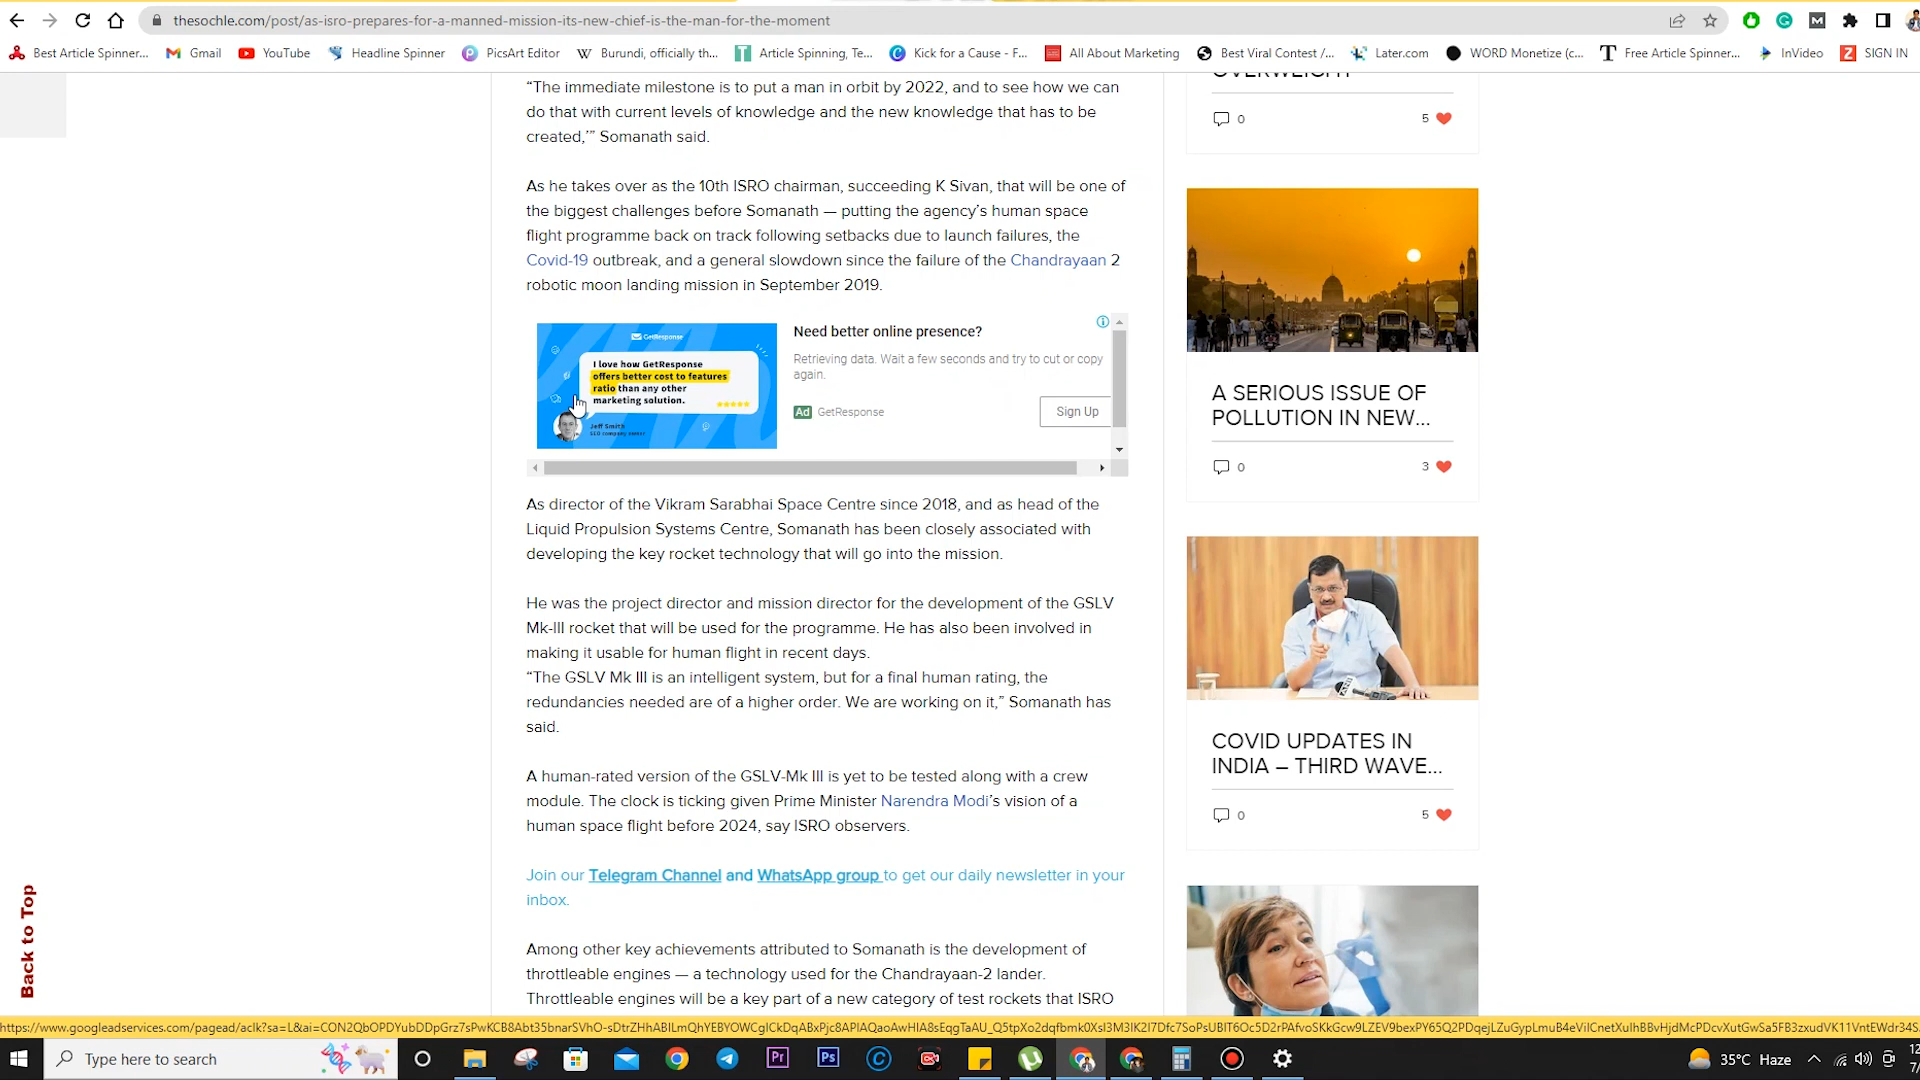 thesochle.com/post/as-isro-prepares-for-a-manned-mission-its-new-chief-is-the-man-for-the-moment
Best Article Spinner...
Gmail
YouTube
Headline Spinner
PicsArt Editor
Burundi, officially th...
Article Spinning, Te...
Kick for a Cause - F...
All About Marketing
Best Viral Contest /...
Later.com
WORD Monetize (c...
Free Article Spinner...
InVideo
SIGN IN
“The immediate milestone is to put a man in orbit by 2022, and to see how we can
do that with current levels of knowledge and the new knowledge that has to be
created,’” Somanath said.
As he takes over as the 10th ISRO chairman, succeeding K Sivan, that will be one of
the biggest challenges before Somanath — putting the agency’s human space
flight programme back on track following setbacks due to launch failures, the
Covid-19 outbreak, and a general slowdown since the failure of the Chandrayaan 2
robotic moon landing mission in September 2019.
GetResponse
I love how GetResponse
offers better cost to features
ratio than any other
marketing solution.
Jeff Smith
CEO company owner
Need better online presence?
Retrieving data. Wait a few seconds and try to cut or copy
again.
Ad GetResponse
Sign Up
As director of the Vikram Sarabhai Space Centre since 2018, and as head of the
Liquid Propulsion Systems Centre, Somanath has been closely associated with
developing the key rocket technology that will go into the mission.
He was the project director and mission director for the development of the GSLV
Mk-III rocket that will be used for the programme. He has also been involved in
making it usable for human flight in recent days.
“The GSLV Mk III is an intelligent system, but for a final human rating, the
redundancies needed are of a higher order. We are working on it,” Somanath has
said.
A human-rated version of the GSLV-Mk III is yet to be tested along with a crew
module. The clock is ticking given Prime Minister Narendra Modi’s vision of a
human space flight before 2024, say ISRO observers.
Join our Telegram Channel and WhatsApp group to get our daily newsletter in your
inbox.
Among other key achievements attributed to Somanath is the development of
throttleable engines — a technology used for the Chandrayaan-2 lander.
Throttleable engines will be a key part of a new category of test rockets that ISRO
OVERWEIGHT
0
5
A SERIOUS ISSUE OF
POLLUTION IN NEW...
0
3
COVID UPDATES IN
INDIA – THIRD WAVE...
0
5
Back to Top
Type here to search
35°C Haze